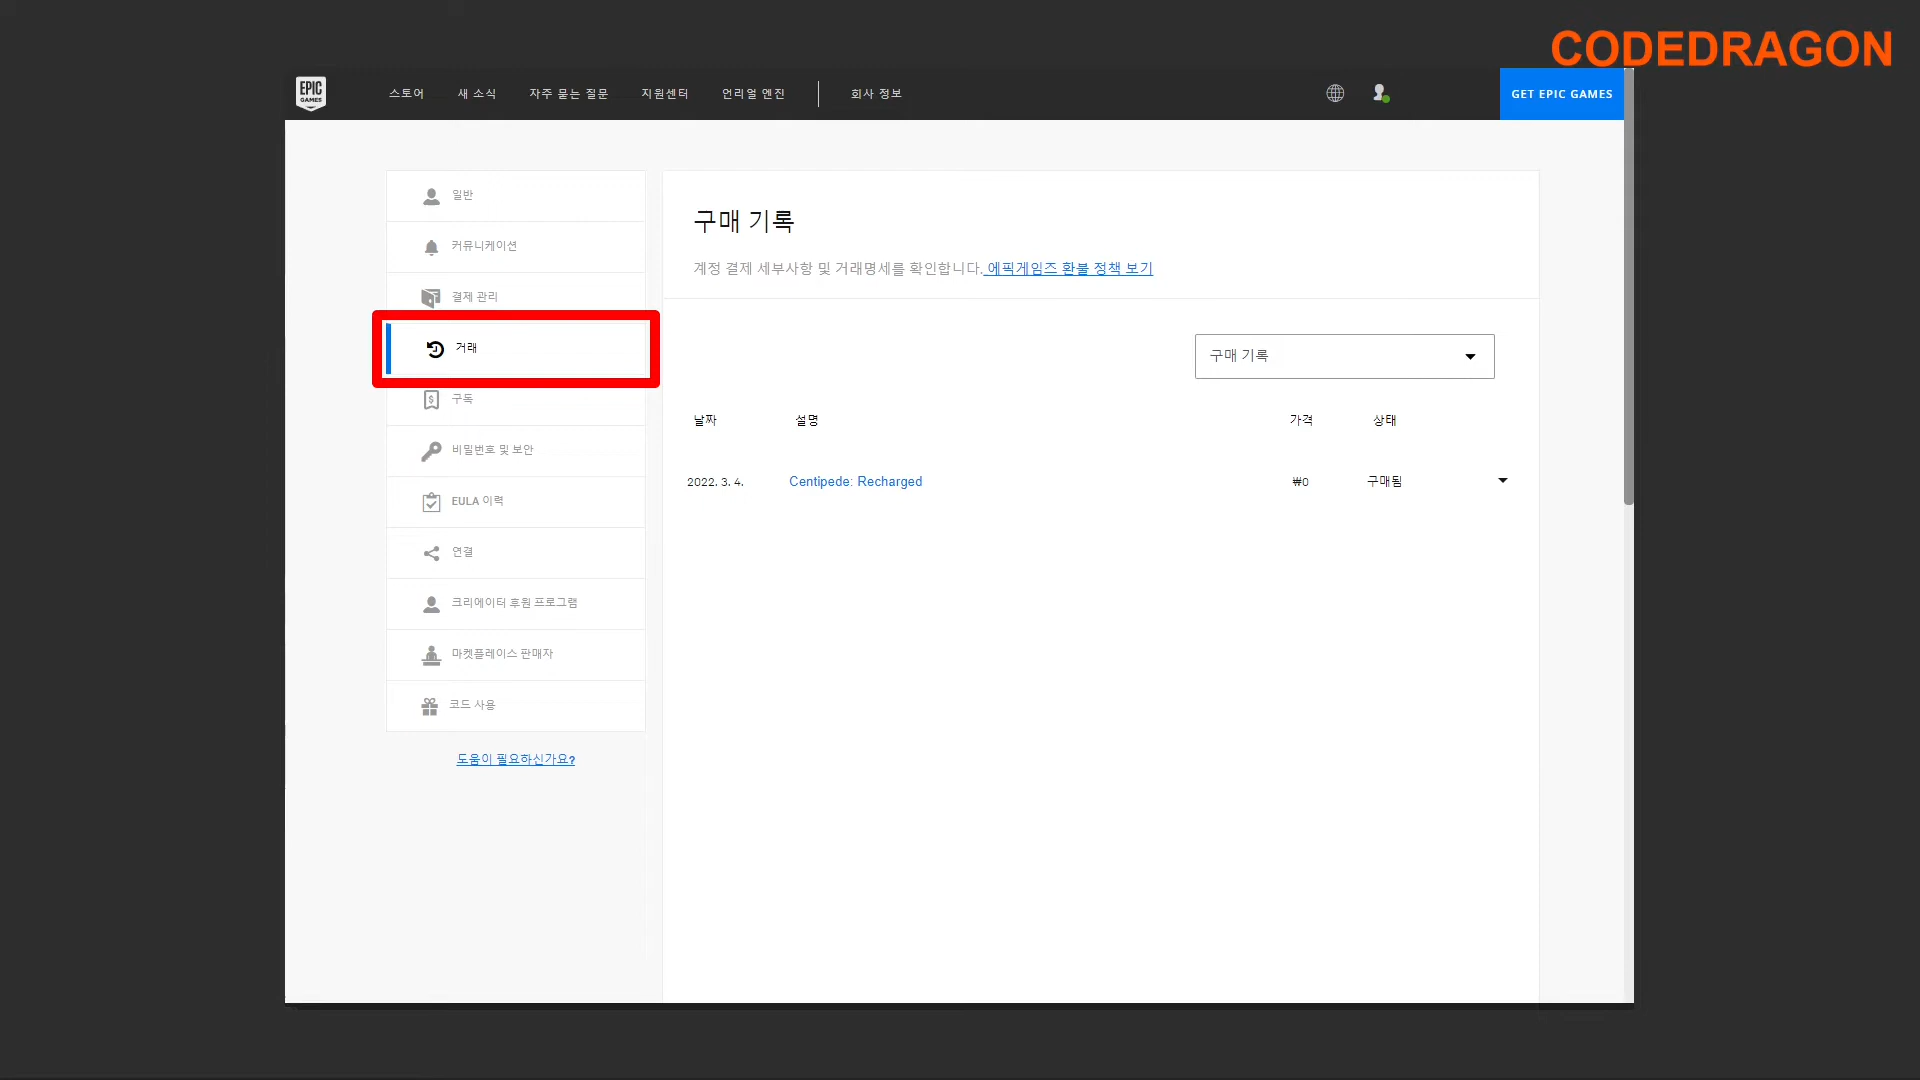 CODEDRAGON
EPIC GAMES
스토어 새 소식 자주 묻는 질문 지원센터 언리얼 엔진 회사 정보
GET EPIC GAMES
일반
커뮤니케이션
결제 관리
거래
구독
비밀번호 및 보안
EULA 이력
연결
크리에이터 후원 프로그램
마켓플레이스 판매자
코드 사용
도움이 필요하신가요?
구매 기록
계정 결제 세부사항 및 거래명세를 확인합니다. 에픽게임즈 환불 정책 보기
구매 기록
날짜 설명 가격 상태
2022. 3. 4. Centipede: Recharged ₩0 구매됨